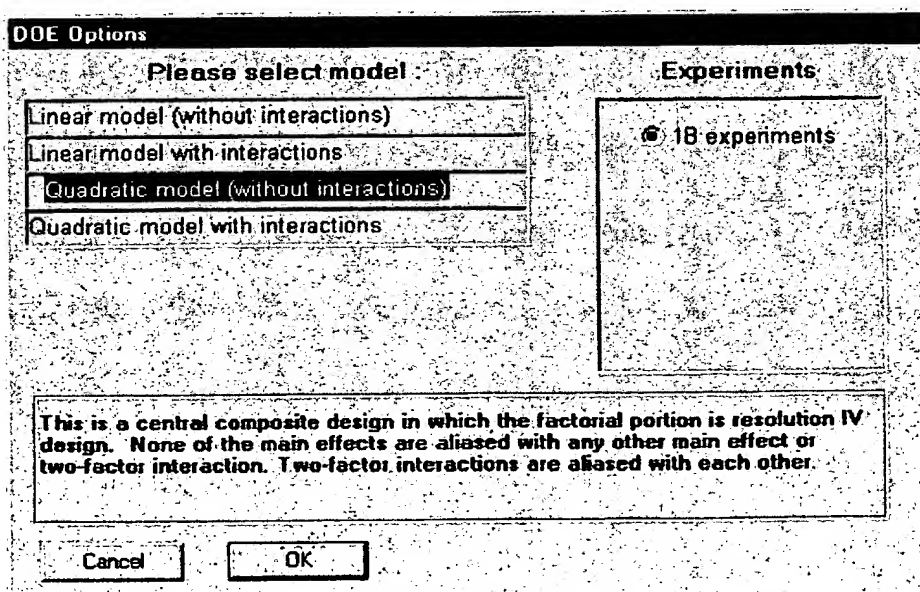 DOE Options
Please select model :
Experiments
Linear model (without interactions)
Linear model with interactions
Quadratic model (without interactions)
Quadratic model with interactions
18 experiments
This is a central composite design in which the factorial portion is resolution IV
design. None of the main effects are aliased with any other main effect or
two-factor interaction. Two-factor interactions are aliased with each other.
Cancel
OK